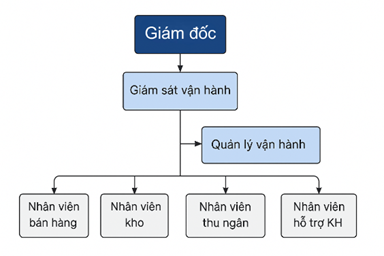 Giám đốc
Giám sát vận hành
Quản lý vận hành
Nhân viên
bán hàng
Nhân viên
kho
Nhân viên
thu ngân
Nhân viên
hỗ trợ KH